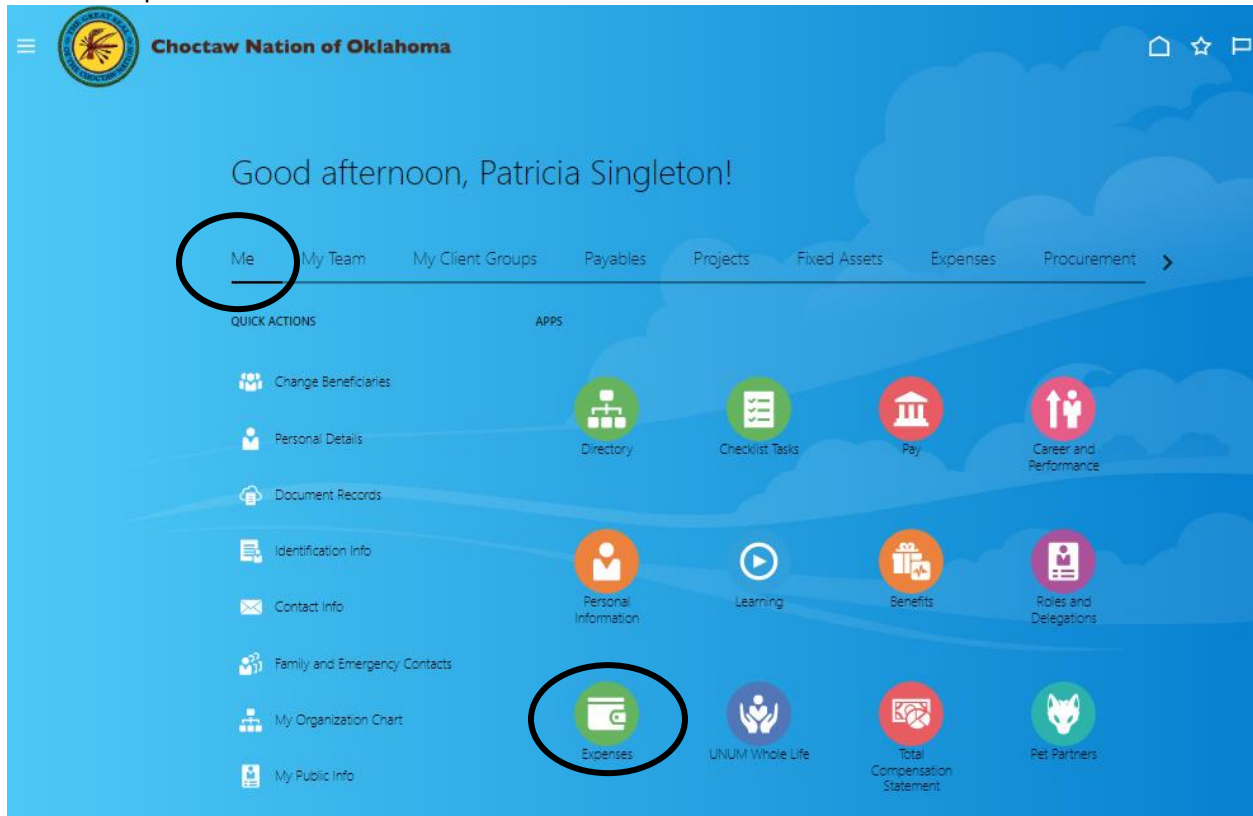 Choctaw Nation of Oklahoma
Good afternoon, Patricia Singleton!
Me My Team My Client Groups Payables Projects Fixed Assets Expenses Procurement
QUICK ACTIONS
Change Beneficiaries
Personal Details
Document Records
Identification Info
Contact Info
Family and Emergency Contacts
My Organization Chart
My Public Info
APPS
Directory
Checklist Tasks
Pay
Career and
Performance
Personal
Information
Learning
Benefits
Roles and
Delegations
Expenses
UNUM Whole Life
Total
Compensation
Statement
Pet Partners